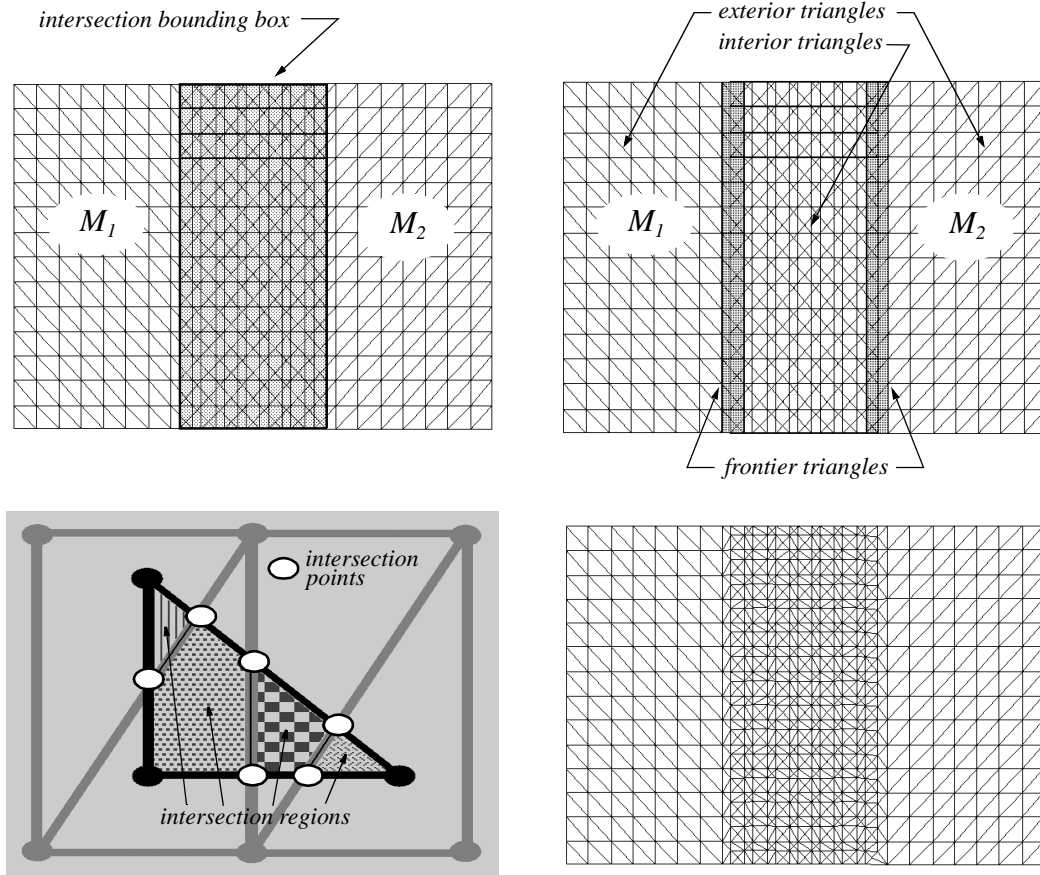 intersection bounding box
M1
M2
exterior triangles
interior triangles
M1
M2
frontier triangles
intersection
points
intersection regions